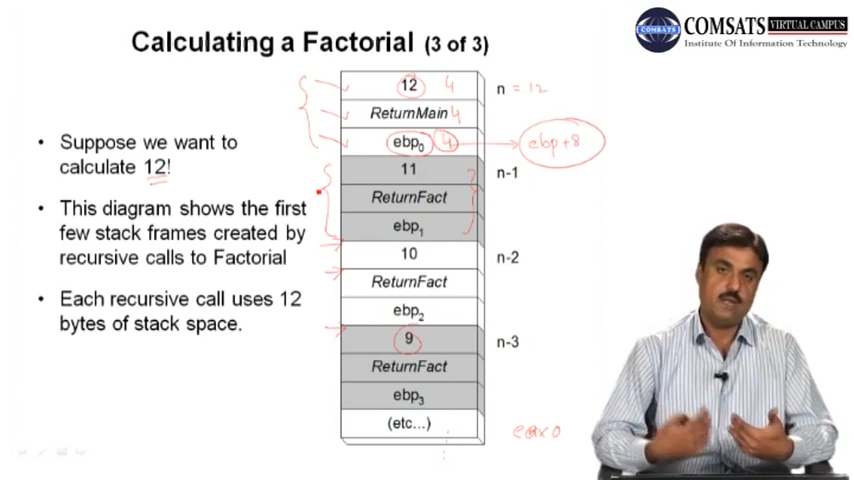 COMSATS VIRTUAL CAMPUS
Institute Of Information Technology
COMSATS
Calculating a Factorial (3 of 3)
• Suppose we want to
calculate 12!
• This diagram shows the first
few stack frames created by
recursive calls to Factorial
• Each recursive call uses 12
bytes of stack space.
12 4
n = 12
ReturnMain 4
ebp0 4
ebp+8
11
n-1
ReturnFact
ebp1
10
n-2
ReturnFact
ebp2
9
n-3
ReturnFact
ebp3
(etc...)